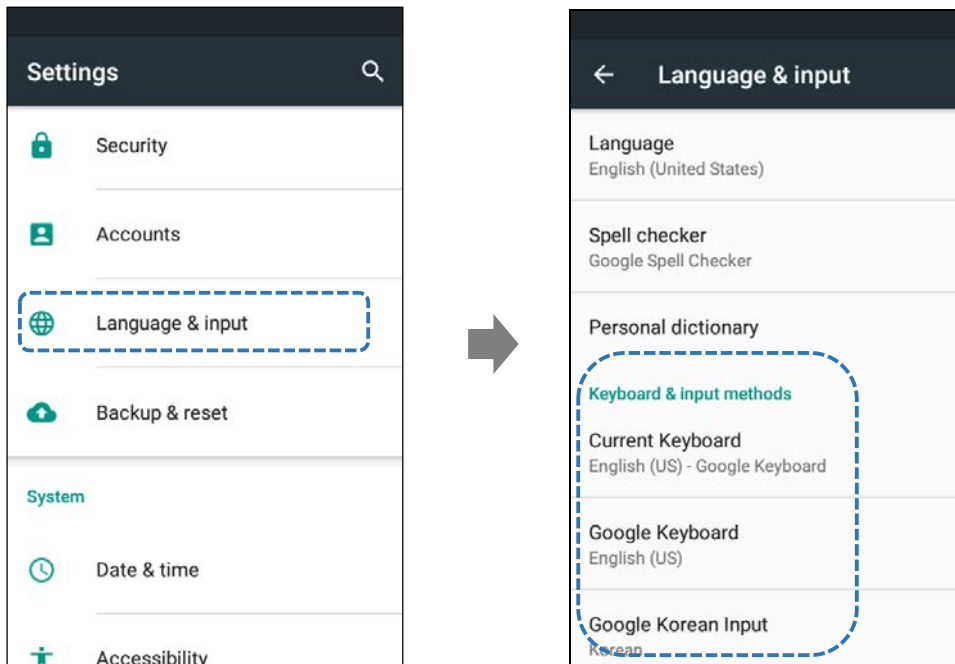 Settings
Security
Accounts
Language & input
Backup & reset
System
Date & time
Accessibility
Language & input
Language
English (United States)
Spell checker
Google Spell Checker
Personal dictionary
Keyboard & input methods
Current Keyboard
English (US) - Google Keyboard
Google Keyboard
English (US)
Google Korean Input
Korean